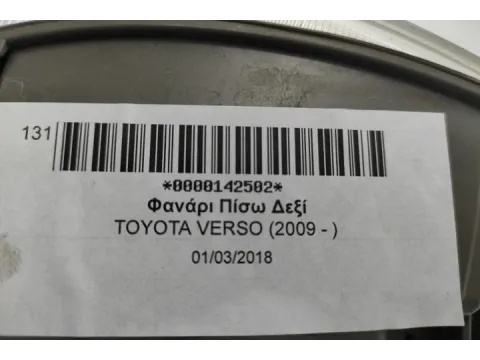 131
*0000142502*
Φανάρι Πίσω Δεξί
TOYOTA VERSO (2009 - )
01/03/2018